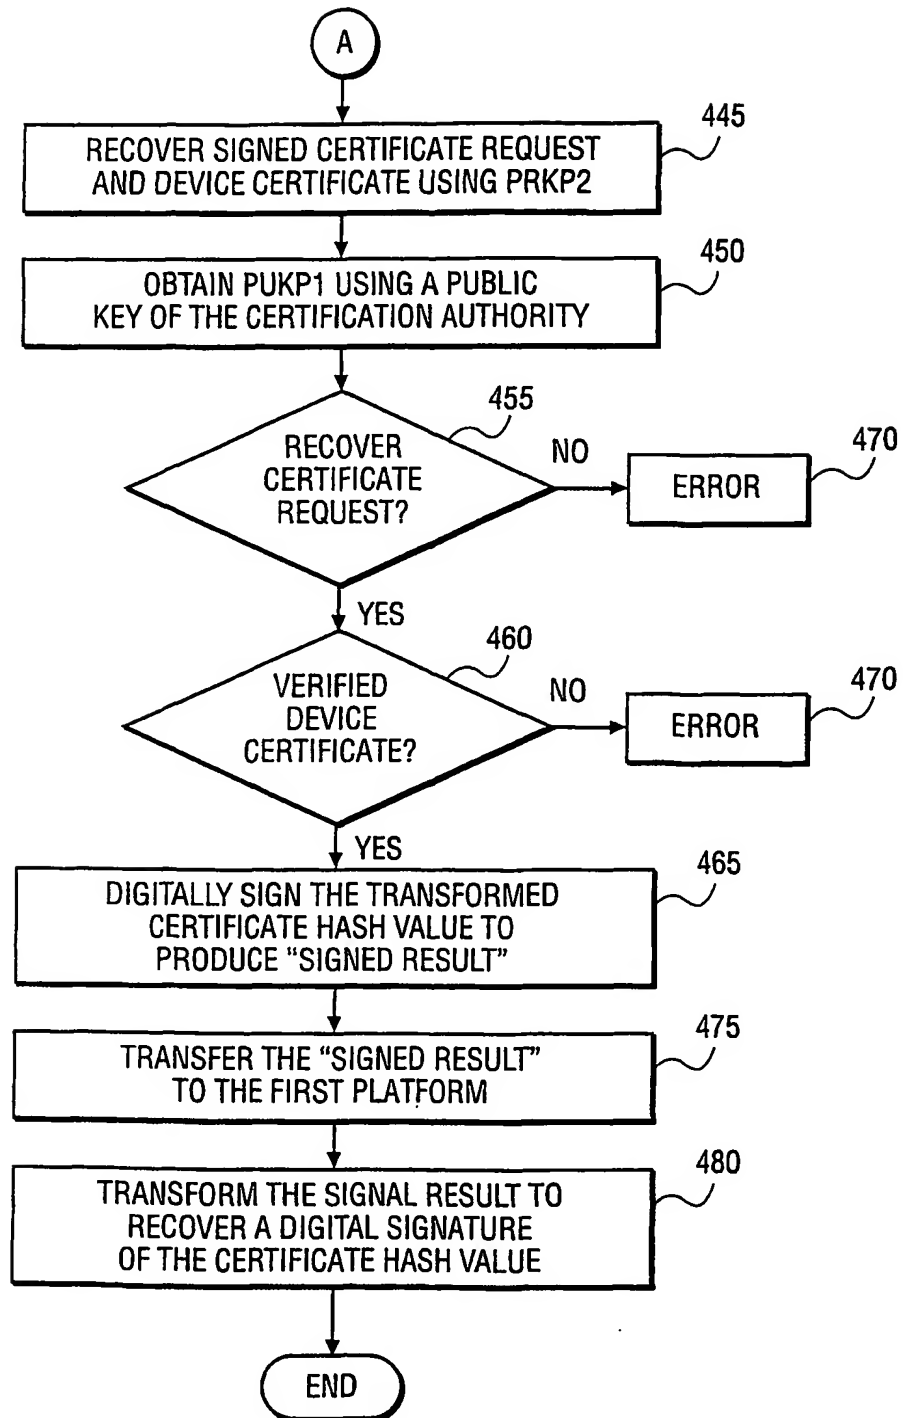 A
445
RECOVER SIGNED CERTIFICATE REQUEST
AND DEVICE CERTIFICATE USING PRKP2
450
OBTAIN PUKP1 USING A PUBLIC
KEY OF THE CERTIFICATION AUTHORITY
455
RECOVER
CERTIFICATE
REQUEST?
NO
470
ERROR
YES
460
VERIFIED
DEVICE
CERTIFICATE?
NO
470
ERROR
YES
465
DIGITALLY SIGN THE TRANSFORMED
CERTIFICATE HASH VALUE TO
PRODUCE “SIGNED RESULT”
475
TRANSFER THE “SIGNED RESULT”
TO THE FIRST PLATFORM
480
TRANSFORM THE SIGNAL RESULT TO
RECOVER A DIGITAL SIGNATURE
OF THE CERTIFICATE HASH VALUE
END